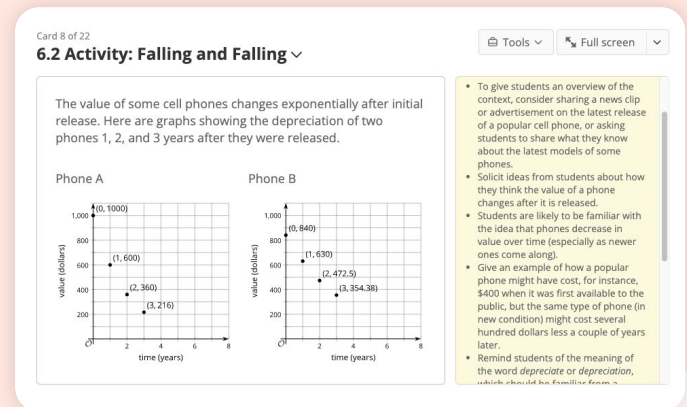 Card 8 of 22
6.2 Activity: Falling and Falling
Tools
Full screen
The value of some cell phones changes exponentially after initial
release. Here are graphs showing the depreciation of two
phones 1, 2, and 3 years after they were released.
Phone A
(0, 1000)
1,000
800
(1, 600)
600
400
(2, 360)
(3, 216)
200
value (dollars)
2
4
6
8
time (years)
Phone B
1,000
(0, 840)
800
(1, 630)
600
(2, 472.5)
400
(3, 354.38)
200
value (dollars)
2
4
6
8
time (years)
• To give students an overview of the
context, consider sharing a news clip
or advertisement on the latest release
of a popular cell phone, or asking
students to share what they know
about the latest models of some
phones.
• Solicit ideas from students about how
they think the value of a phone
changes after it is released.
• Students are likely to be familiar with
the idea that phones decrease in
value over time (especially as newer
ones come along).
• Give an example of how a popular
phone might have cost, for instance,
$400 when it was first available to the
public, but the same type of phone (in
new condition) might cost several
hundred dollars less a couple of years
later.
• Remind students of the meaning of
the word depreciate or depreciation,
which should be familiar from a